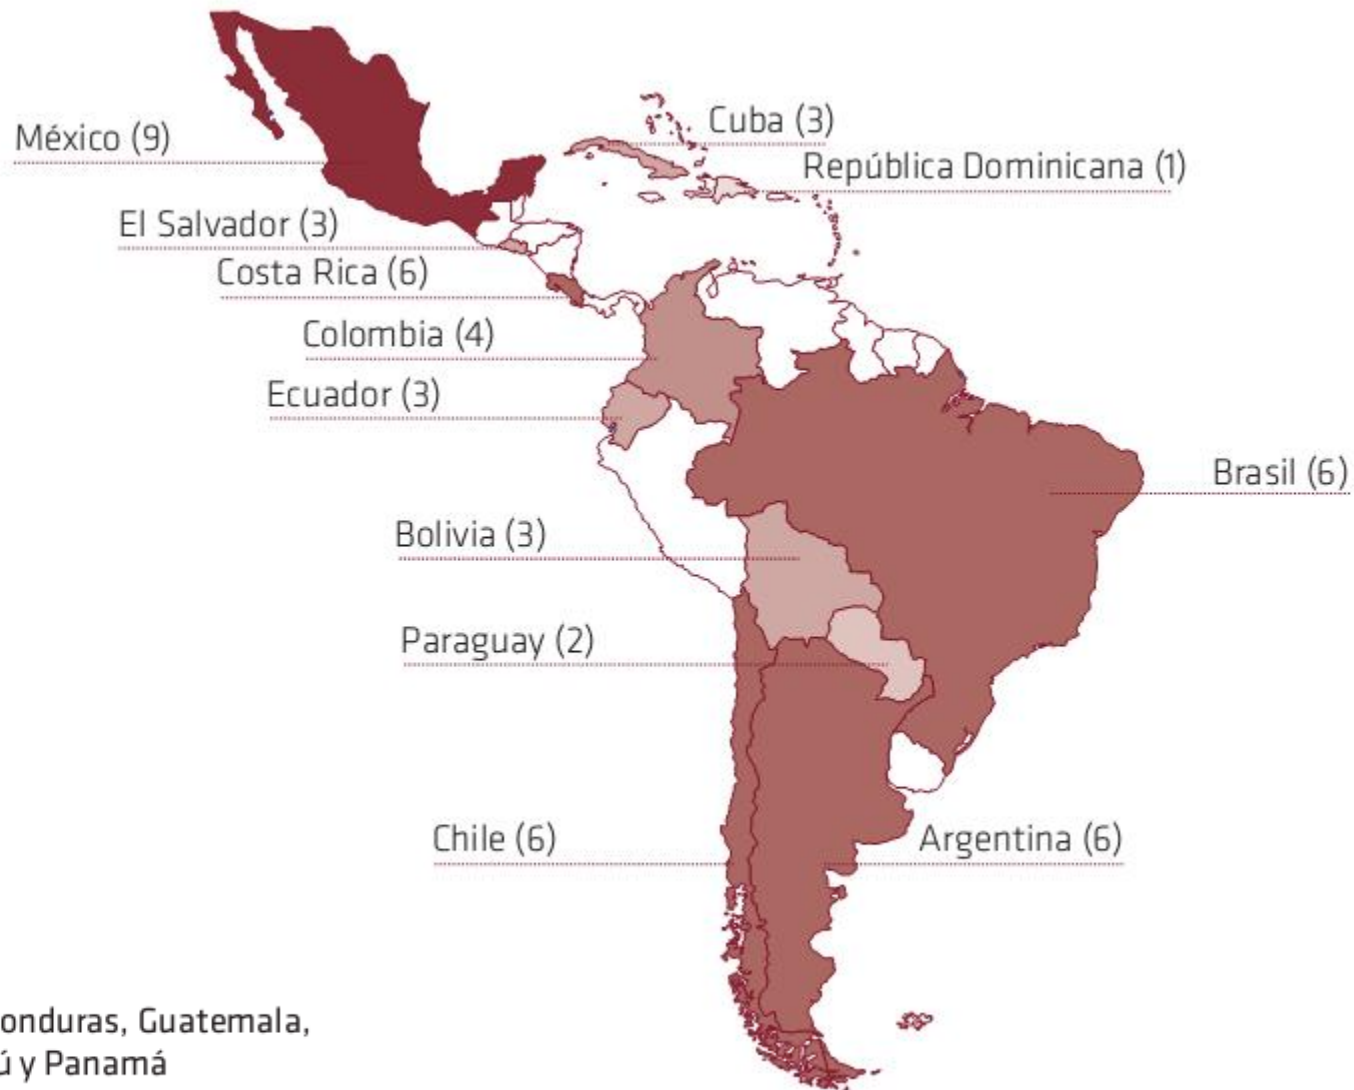 México (9)
Cuba (3)
República Dominicana (1)
El Salvador (3)
Costa Rica (6)
Colombia (4)
Ecuador (3)
Brasil (6)
Bolivia (3)
Paraguay (2)
Chile (6)
Argentina (6)
onduras, Guatemala,
ú y Panamá